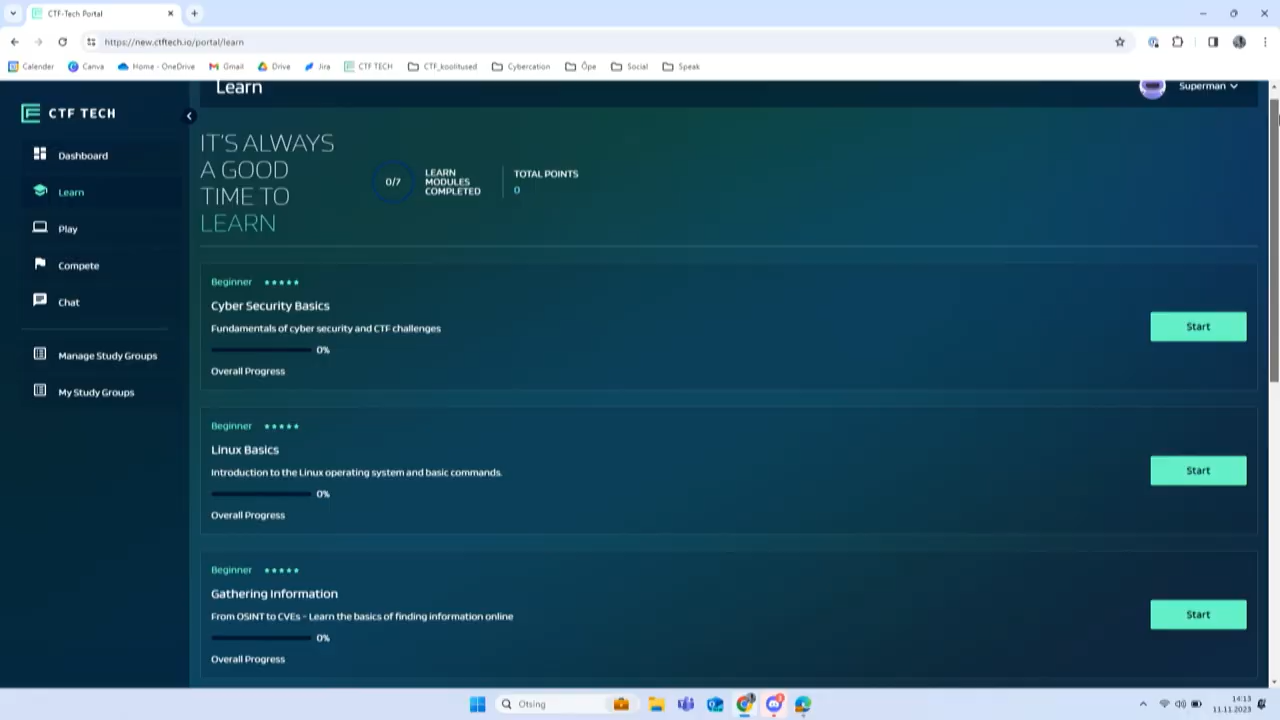 CTF-Tech Portal
https://new.ctftech.io/portal/learn
Calender
Canva
Home - OneDrive
Gmail
Drive
Jira
CTF TECH
CTF_koolitused
Cybercation
Õpe
Social
Speak
CTF TECH
Learn
Superman
Dashboard
Learn
Play
Compete
Chat
Manage Study Groups
My Study Groups
IT'S ALWAYS
A GOOD
TIME TO
LEARN
0/7
LEARN
MODULES
COMPLETED
TOTAL POINTS
0
Beginner
Cyber Security Basics
Fundamentals of cyber security and CTF challenges
0%
Overall Progress
Start
Beginner
Linux Basics
Introduction to the Linux operating system and basic commands.
0%
Overall Progress
Start
Beginner
Gathering Information
From OSINT to CVEs - Learn the basics of finding information online
0%
Overall Progress
Start
Otsing
14:13
11.11.2023